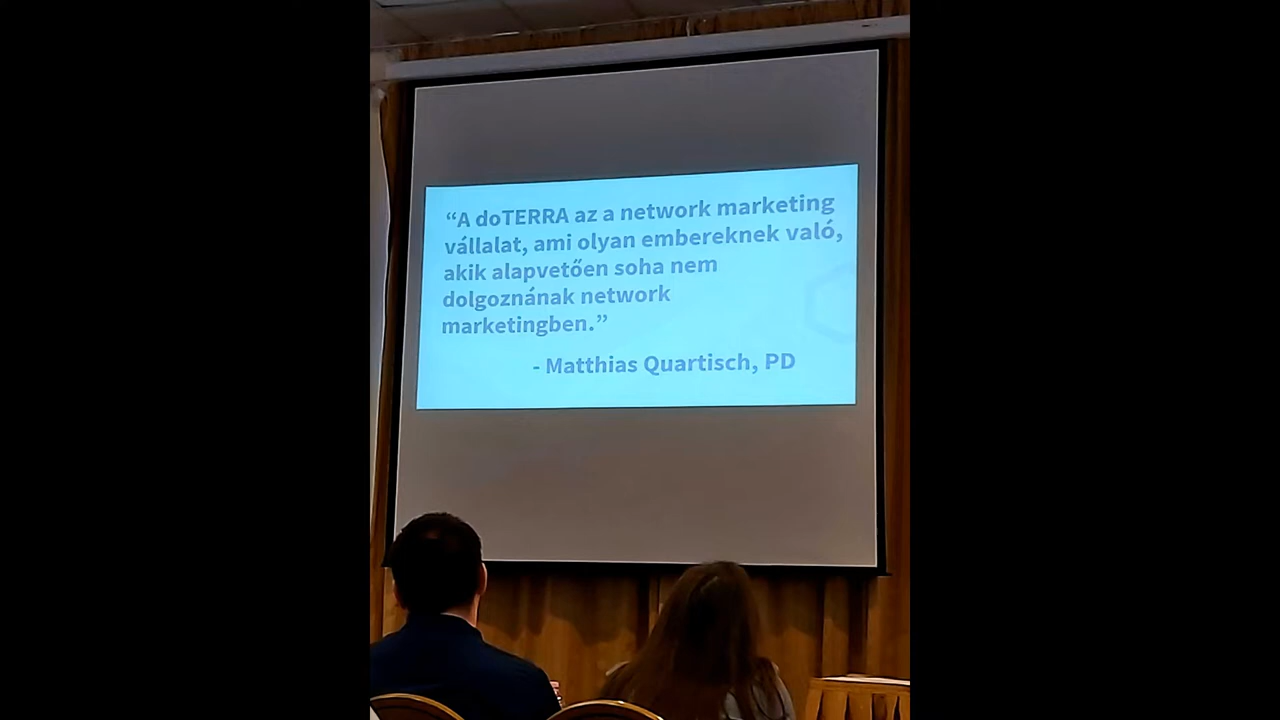 “A doTERRA az a network marketing
vállalat, ami olyan embereknek való,
akik alapvetően soha nem
dolgoznának network
marketingben.”
- Matthias Quartisch, PD